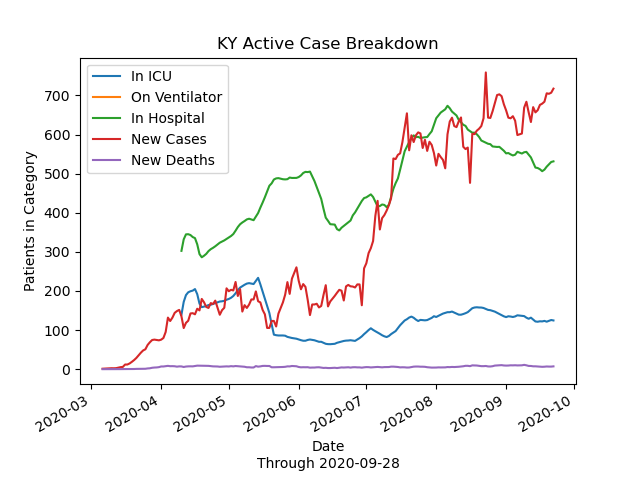 KY Active Case Breakdown
In ICU
On Ventilator
In Hospital
New Cases
New Deaths
Patients in Category
700
600
500
400
300
200
100
0
2020-03
2020-04
2020-05
2020-06
2020-07
2020-08
2020-09
2020-10
Date
Through 2020-09-28